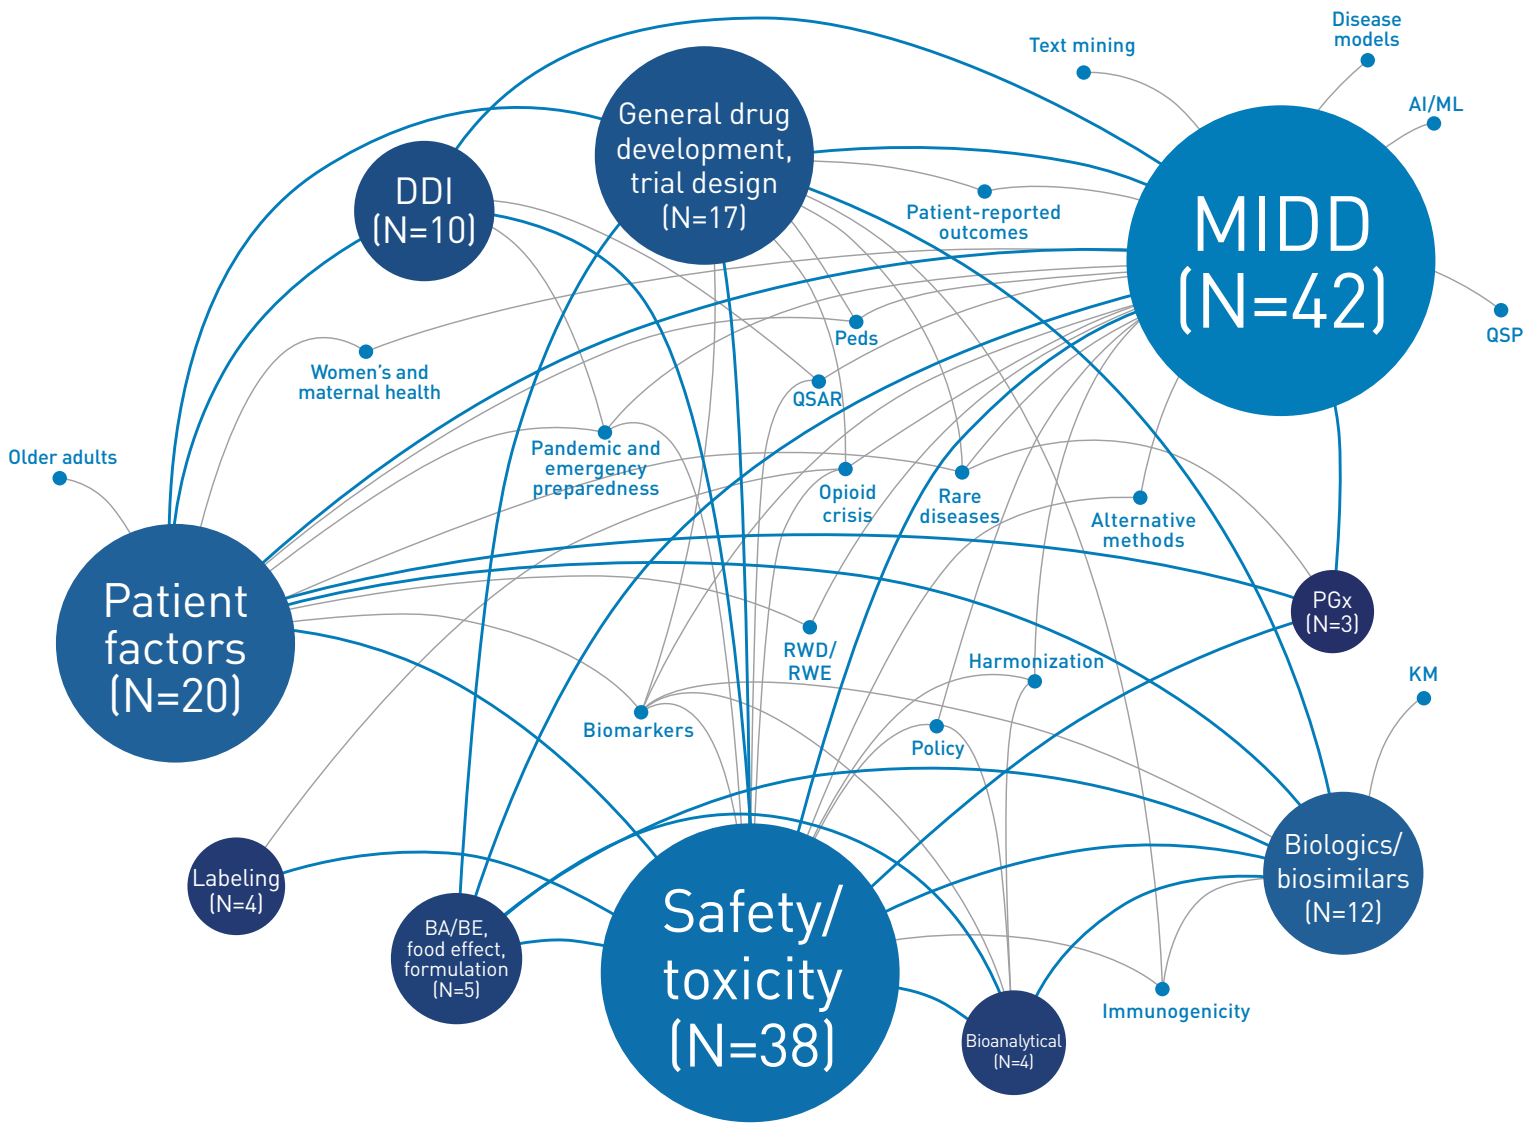 Disease
models
Text mining
AI/ML
General drug
development,
trial design
(N=17)
DDI
(N=10)
MIDD
(N=42)
Patient-reported
outcomes
Peds
QSP
Women's and
maternal health
QSAR
Older adults
Pandemic and
emergency
preparedness
Opioid
crisis
Rare
diseases
Alternative
methods
Patient
factors
(N=20)
PGx
(N=3)
RWD/
RWE
Harmonization
KM
Biomarkers
Policy
Labeling
(N=4)
BA/BE,
food effect,
formulation
(N=5)
Safety/
toxicity
(N=38)
Biologics/
biosimilars
(N=12)
Immunogenicity
Bioanalytical
(N=4)